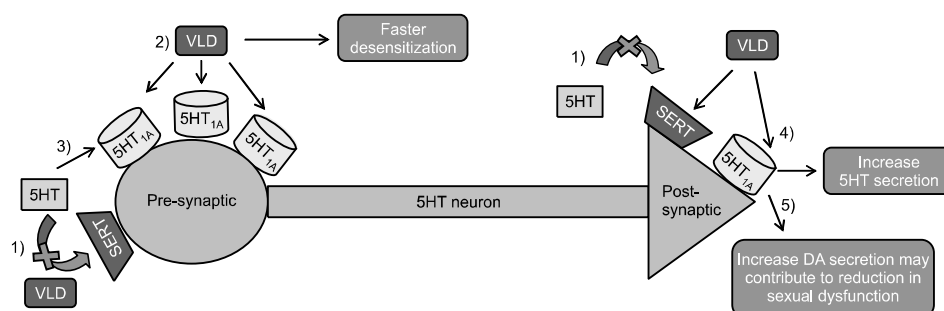 2)
VLD
Faster
desensitization
5HT1A
5HT1A
5HT1A
3)
5HT
1)
SERT
VLD
Pre-synaptic
5HT neuron
1)
5HT
VLD
SERT
4)
5HT1A
Post-
synaptic
Increase
5HT secretion
5)
Increase DA secretion may
contribute to reduction in
sexual dysfunction